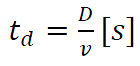 t_d = D/v [s]